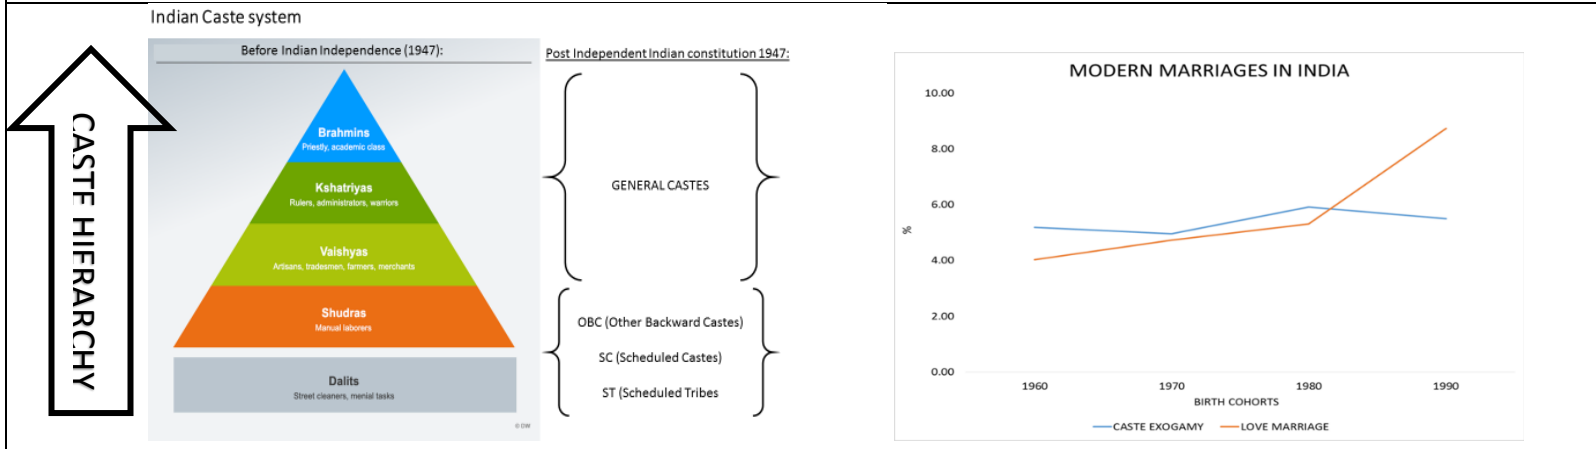 Indian Caste system
CASTE HIERARCHY
Before Indian Independence (1947):
Brahmins
Priestly, academic class
Kshatriyas
Rulers, administrators, warriors
Vaishyas
Artisans, tradesmen, farmers, merchants
Shudras
Manual laborers
Dalits
Street cleaners, menial tasks
© DW
Post Independent Indian constitution 1947:
GENERAL CASTES
OBC (Other Backward Castes)
SC (Scheduled Castes)
ST (Scheduled Tribes
MODERN MARRIAGES IN INDIA
10.00
8.00
6.00
4.00
2.00
0.00
%
1960 1970 1980 1990
BIRTH COHORTS
CASTE EXOGAMY LOVE MARRIAGE